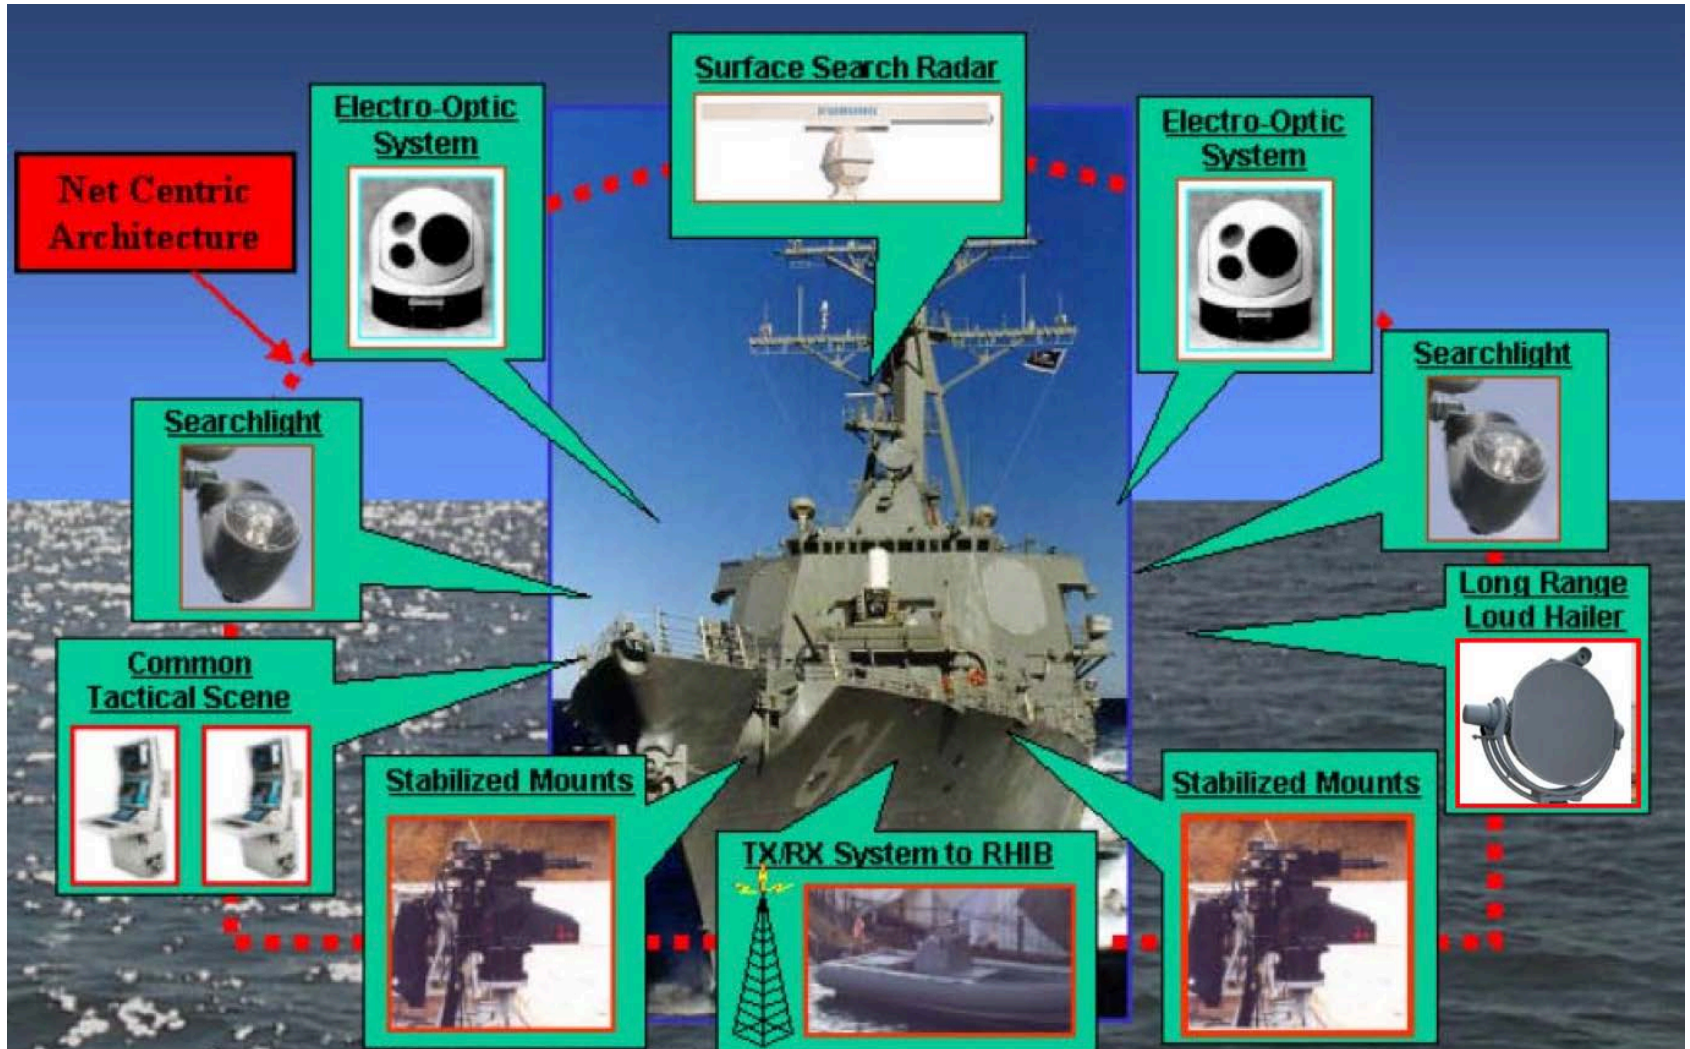 Surface Search Radar
Electro-Optic
System
Electro-Optic
System
Net Centric
Architecture
Searchlight
Searchlight
Long Range
Loud Hailer
Common
Tactical Scene
Stabilized Mounts
TX/RX System to RHIB
Stabilized Mounts